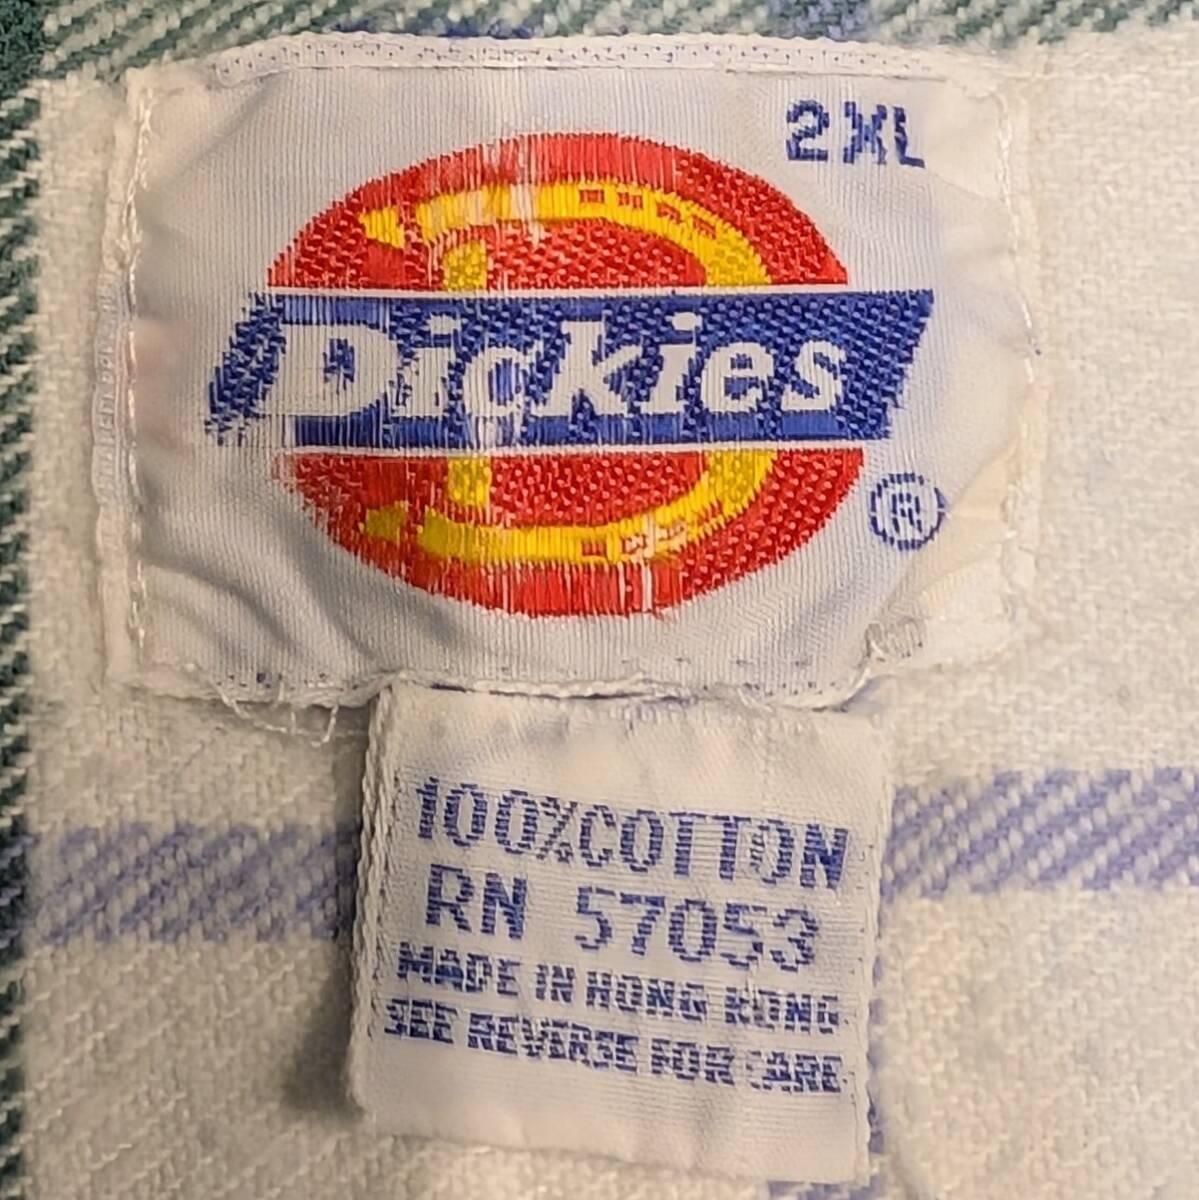 2XL
Dickies
®
100%COTTON
RN 57053
MADE IN HONG KONG
SEE REVERSE FOR CARE